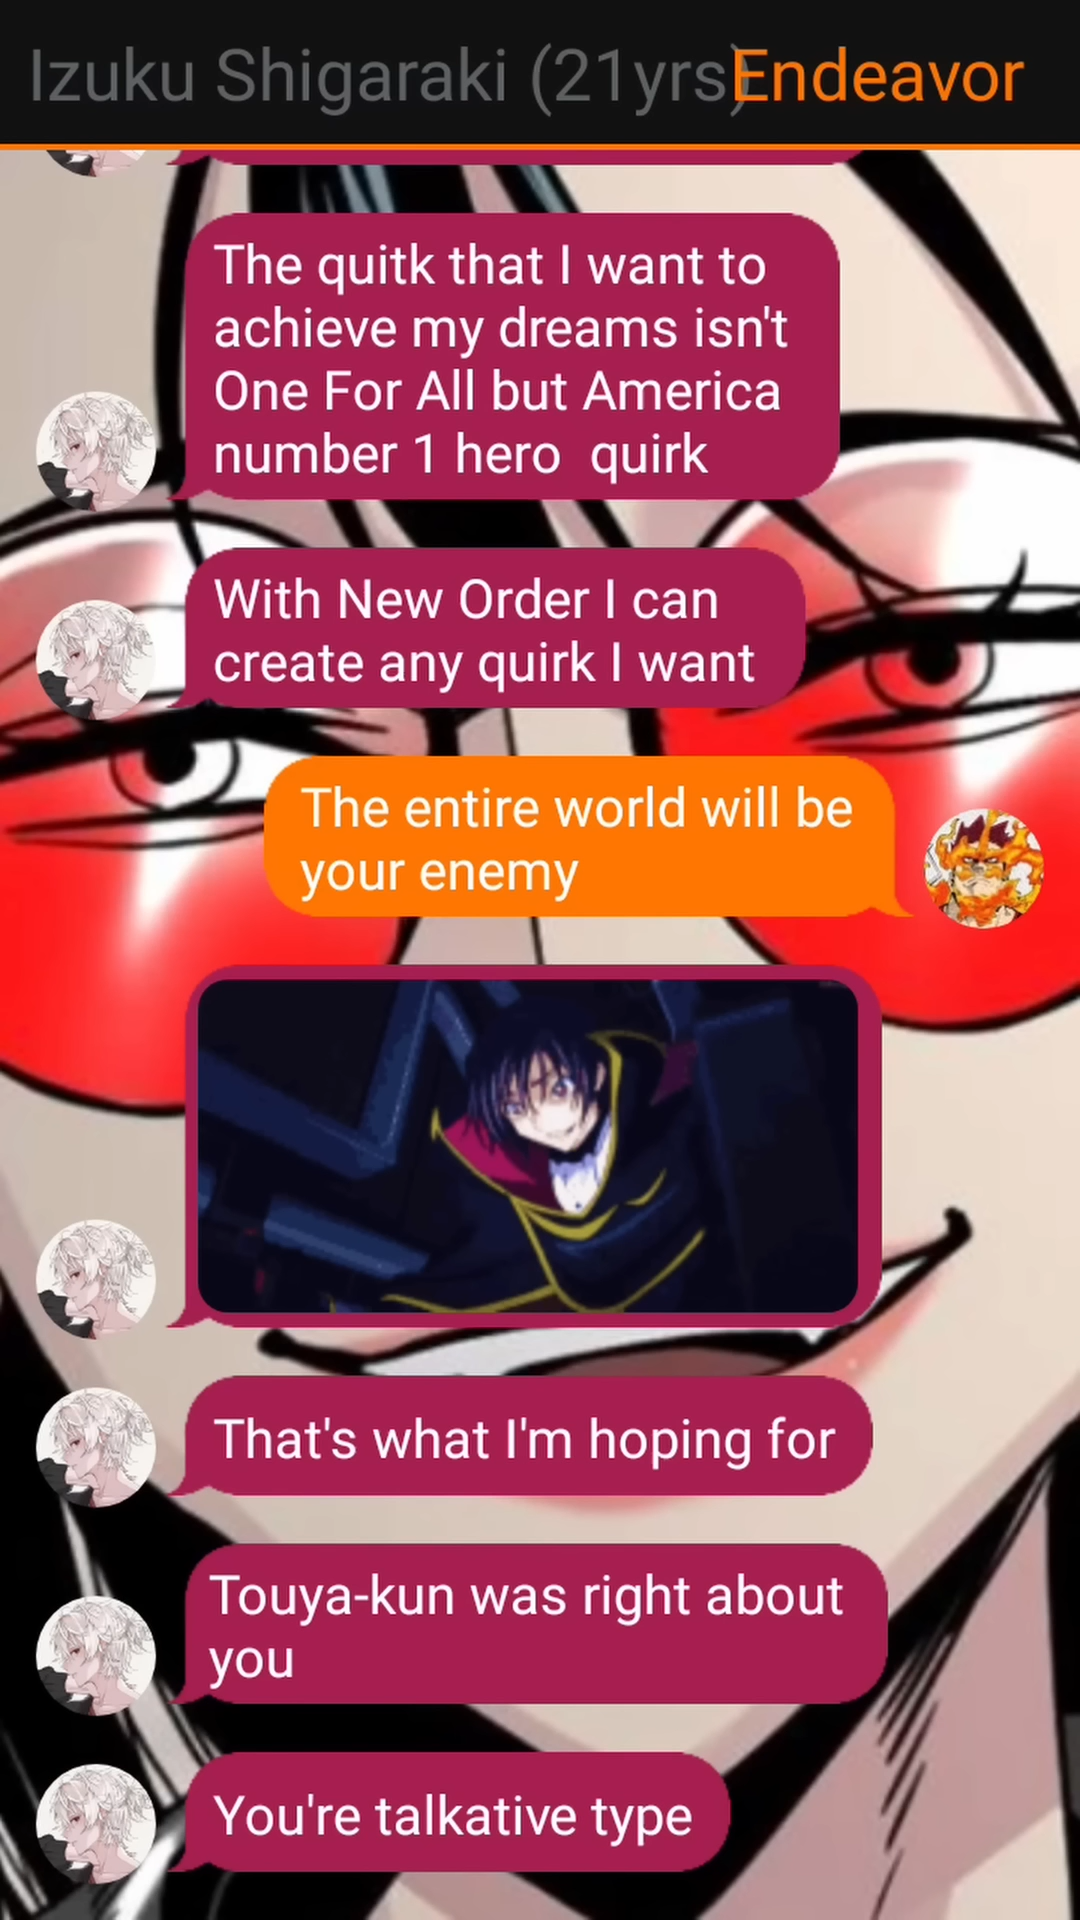 Izuku Shigaraki (21yrs) Endeavor
The quitk that I want to
achieve my dreams isn't
One For All but America
number 1 hero  quirk
With New Order I can
create any quirk I want
The entire world will be
your enemy
That's what I'm hoping for
Touya-kun was right about
you
You're talkative type